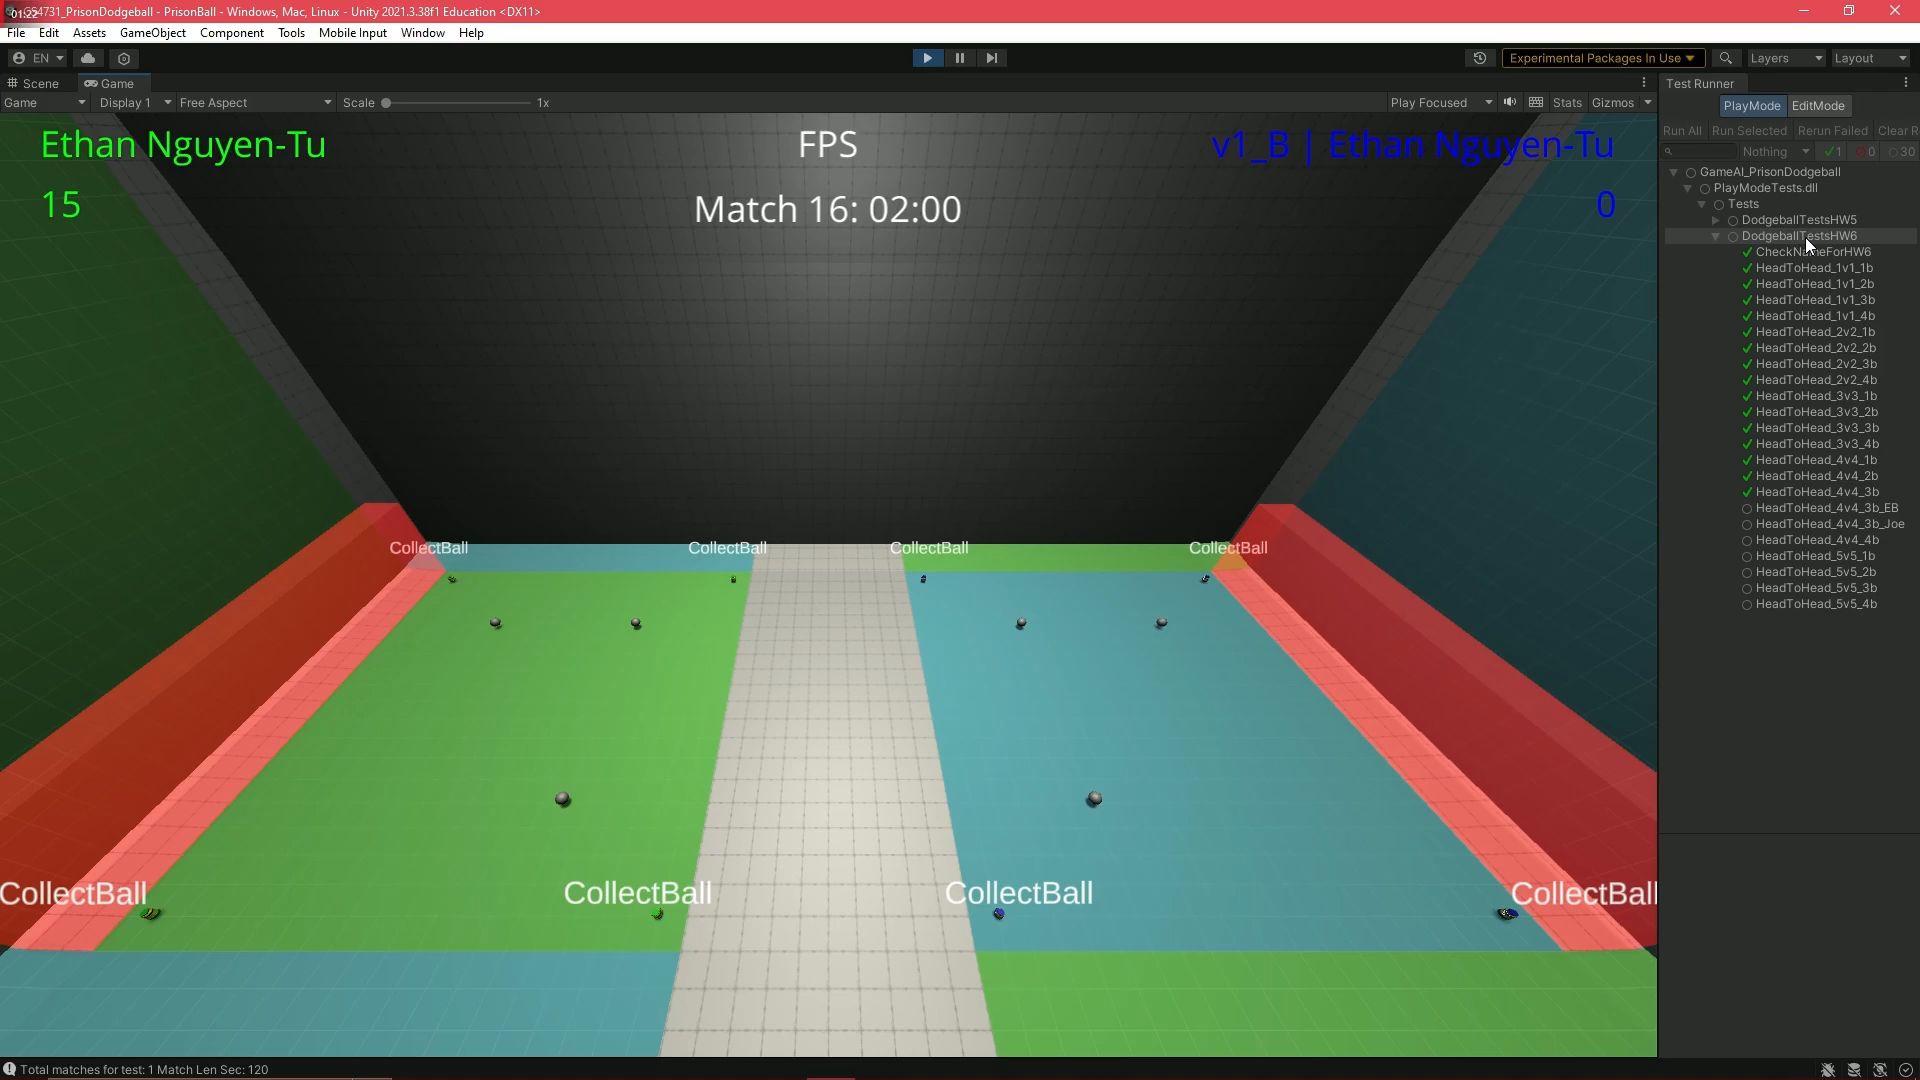 _PrisonDodgeball - PrisonBall - Windows, Mac, Linux - Unity 2021.3.38f1 Education <DX11>
01:22
File Edit Assets GameObject Component Tools Mobile Input Window Help
EN Experimental Packages In Use Layers Layout
Scene Game Test Runner
Game Display 1 Free Aspect Scale 1x Play Focused Stats Gizmos
PlayMode EditMode
Run All Run Selected Rerun Failed Clear R
Nothing 1 0 30
Ethan Nguyen-Tu FPS v1_B | Ethan Nguyen-Tu
15 Match 16: 02:00 0
GameAI_PrisonDodgeball
PlayModeTests.dll
Tests
DodgeballTestsHW5
DodgeballTestsHW6
CheckNameForHW6
HeadToHead_1v1_1b
HeadToHead_1v1_2b
HeadToHead_1v1_3b
HeadToHead_1v1_4b
HeadToHead_2v2_1b
HeadToHead_2v2_2b
HeadToHead_2v2_3b
HeadToHead_2v2_4b
HeadToHead_3v3_1b
HeadToHead_3v3_2b
HeadToHead_3v3_3b
HeadToHead_3v3_4b
HeadToHead_4v4_1b
HeadToHead_4v4_2b
HeadToHead_4v4_3b
HeadToHead_4v4_3b_EB
HeadToHead_4v4_3b_Joe
HeadToHead_4v4_4b
HeadToHead_5v5_1b
HeadToHead_5v5_2b
HeadToHead_5v5_3b
HeadToHead_5v5_4b
CollectBall CollectBall CollectBall CollectBall
CollectBall CollectBall CollectBall CollectBall
Total matches for test: 1 Match Len Sec: 120